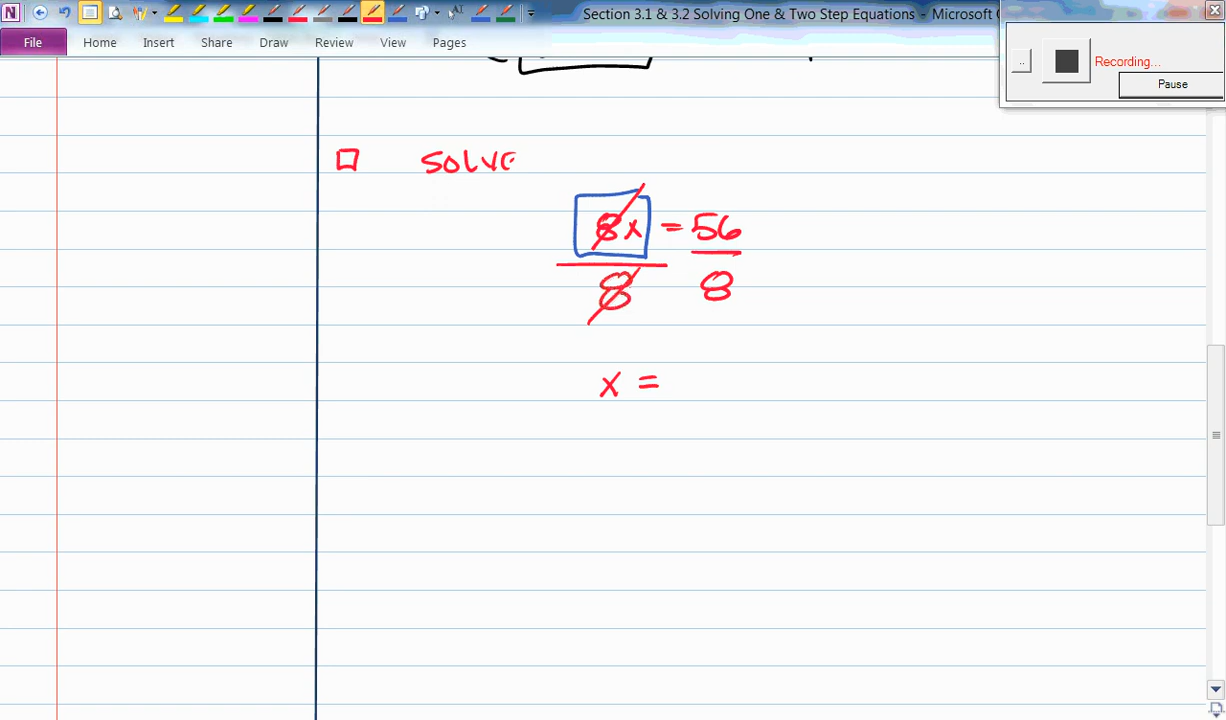 Section 3.1 & 3.2 Solving One & Two Step Equations - Microsoft
File Home Insert Share Draw Review View Pages
.. Recording...
Pause
SOLVE
8x = 56
8 8
x =